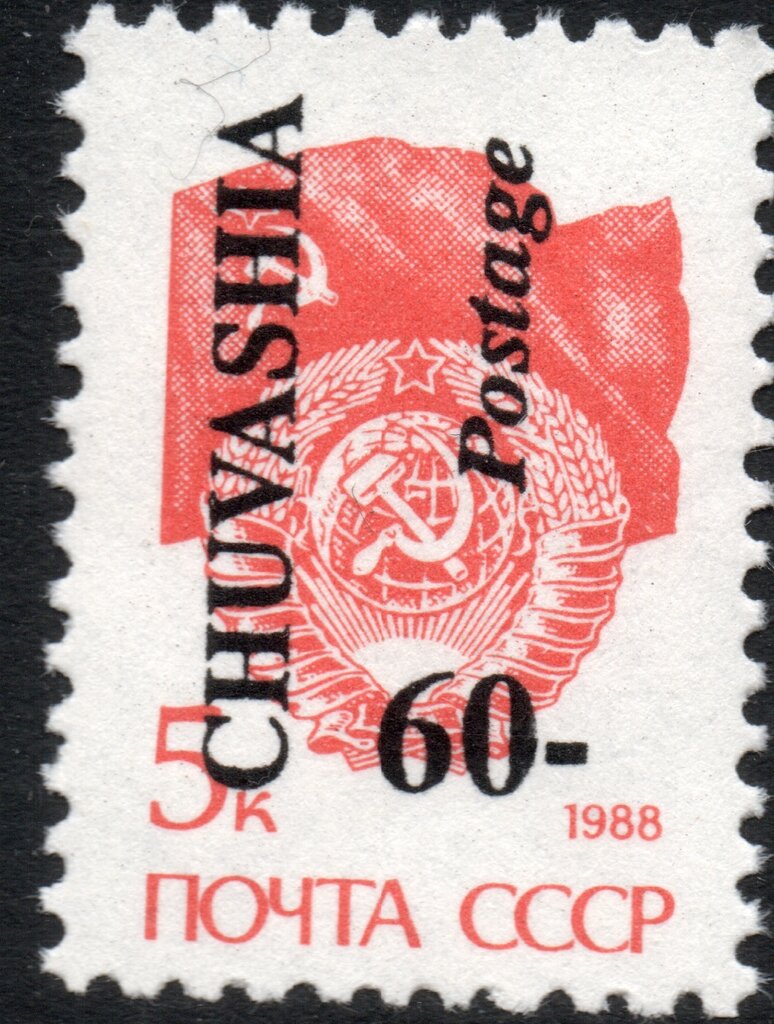 CHUVASHIA
Postage
60-
5к
1988
ПОЧТА СССР